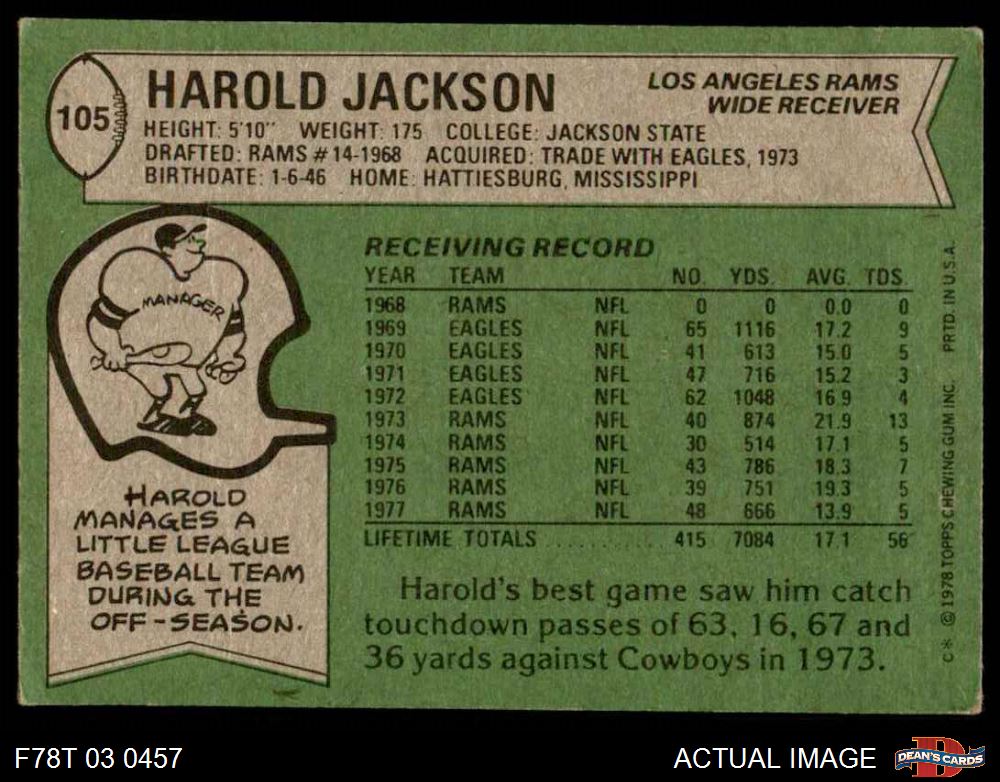 105
HAROLD JACKSON
LOS ANGELES RAMS
WIDE RECEIVER
HEIGHT: 5'10" WEIGHT: 175 COLLEGE: JACKSON STATE
DRAFTED: RAMS #14-1968 ACQUIRED: TRADE WITH EAGLES, 1973
BIRTHDATE: 1-6-46 HOME: HATTIESBURG, MISSISSIPPI
MANAGER
HAROLD
MANAGES A
LITTLE LEAGUE
BASEBALL TEAM
DURING THE
OFF-SEASON.
RECEIVING RECORD
YEAR TEAM NO. YDS. AVG. TDS.
1968 RAMS NFL 0 0 0.0 0
1969 EAGLES NFL 65 1116 17.2 9
1970 EAGLES NFL 41 613 15.0 5
1971 EAGLES NFL 47 716 15.2 3
1972 EAGLES NFL 62 1048 16.9 4
1973 RAMS NFL 40 874 21.9 13
1974 RAMS NFL 30 514 17.1 5
1975 RAMS NFL 43 786 18.3 7
1976 RAMS NFL 39 751 19.3 5
1977 RAMS NFL 48 666 13.9 5
LIFETIME TOTALS .......... 415 7084 17.1 56
Harold's best game saw him catch
touchdown passes of 63, 16, 67 and
36 yards against Cowboys in 1973.
C* ©1978 TOPPS CHEWING GUM INC. PRTD. IN U.S.A.
F78T 03 0457
ACTUAL IMAGE
D
DEAN'S CARDS